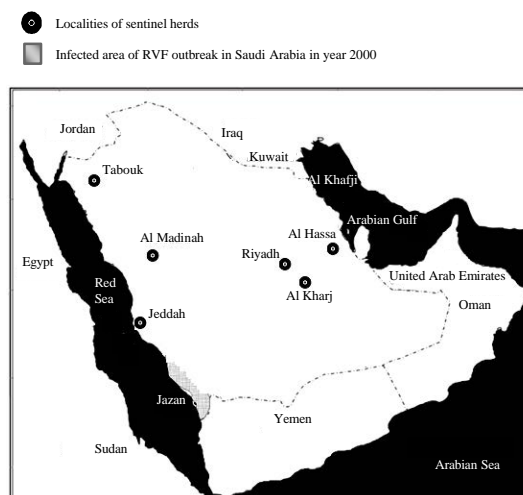 Localities of sentinel herds
Infected area of RVF outbreak in Saudi Arabia in year 2000
Jordan
Iraq
Kuwait
Tabouk
Al Khafji
Arabian Gulf
Al Madinah
Al Hassa
Riyadh
Egypt
Red
Sea
United Arab Emirates
Al Kharj
Oman
Jeddah
Jazan
Yemen
Sudan
Arabian Sea